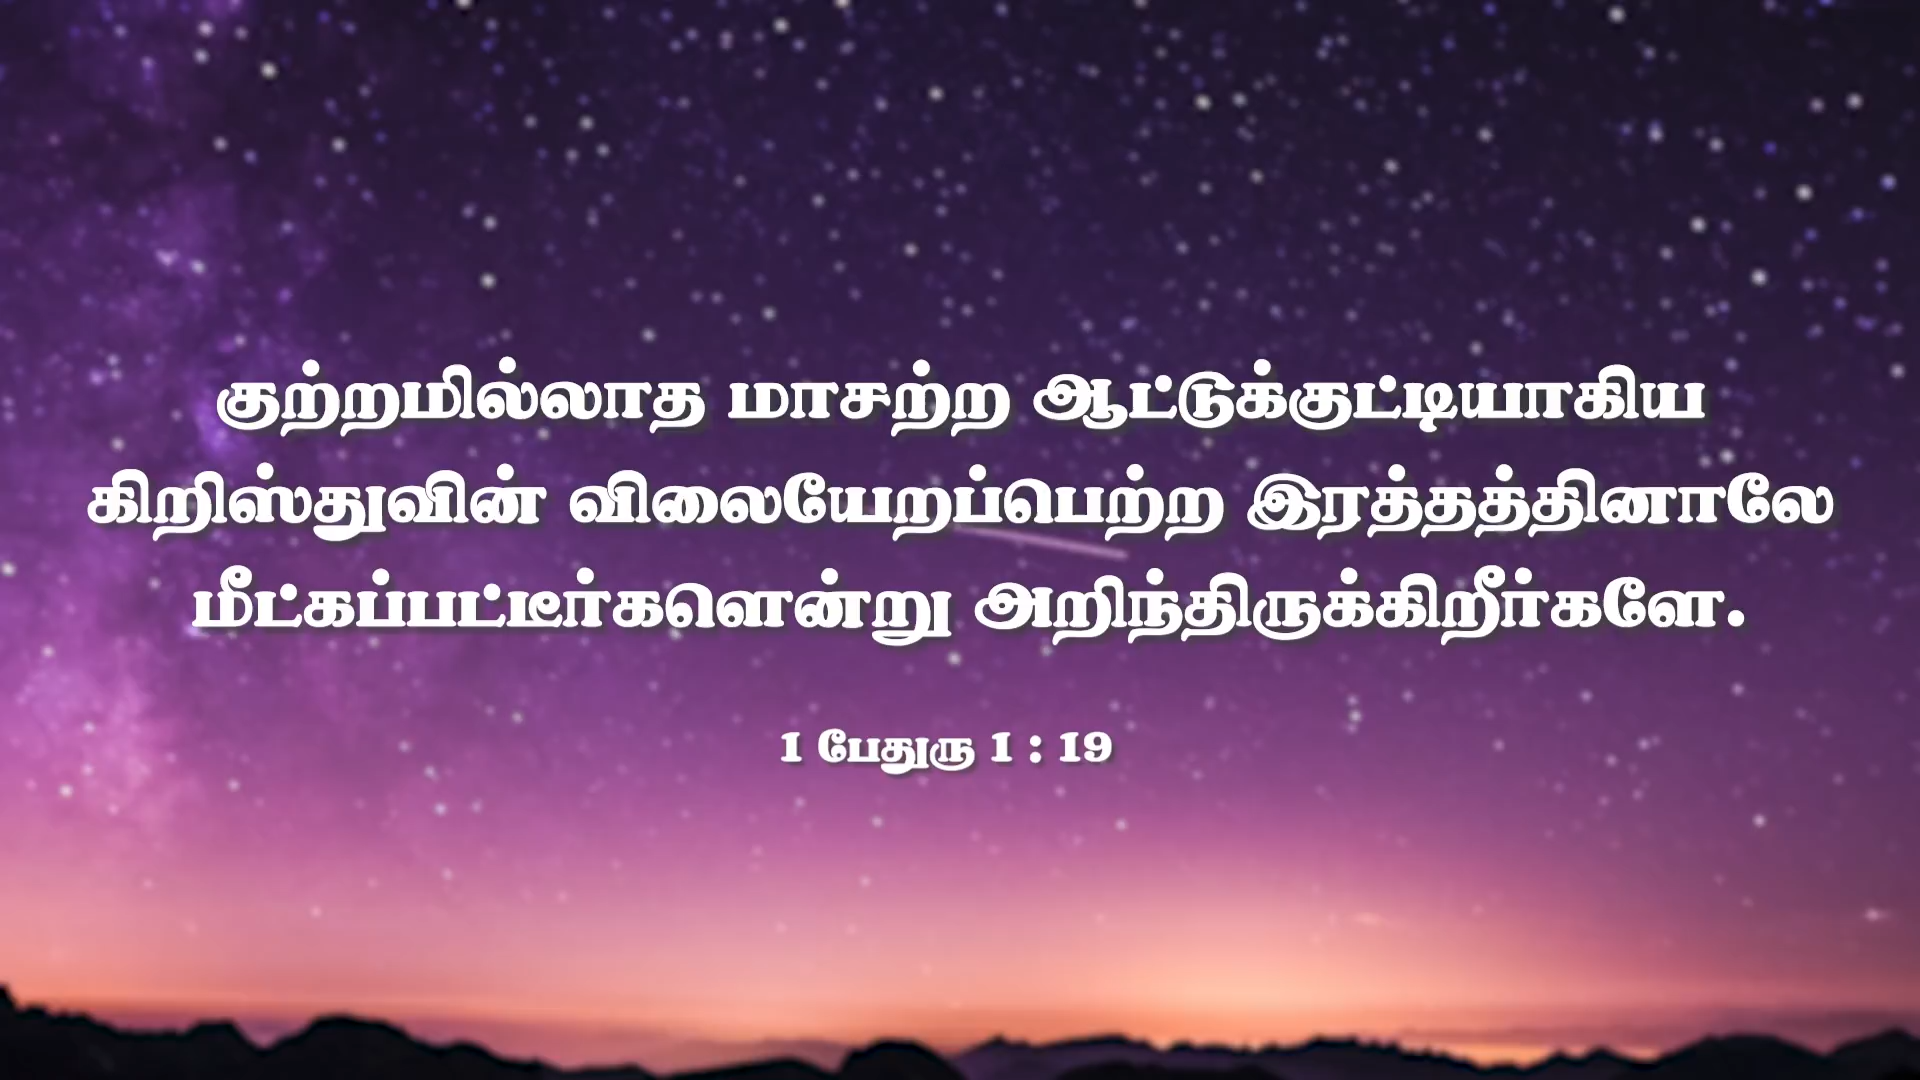 குற்றமில்லாத மாசற்ற ஆட்டுக்குட்டியாகிய
கிறிஸ்துவின் விலையேறப்பெற்ற இரத்தத்தினாலே
மீட்கப்பட்டீர்களென்று அறிந்திருக்கிறீர்களே.
1 பேதுரு 1 : 19